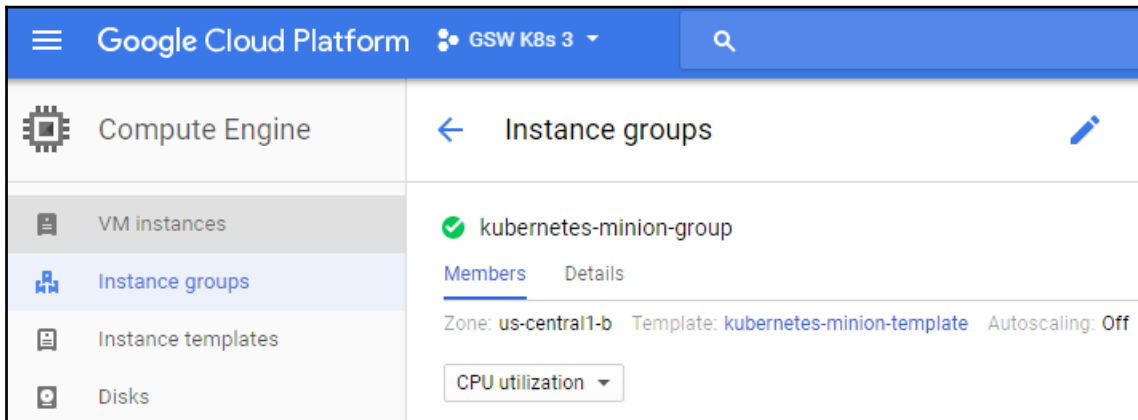 Google Cloud Platform GSW K8s 3
Compute Engine
Instance groups
VM instances
Instance groups
Instance templates
Disks
kubernetes-minion-group
Members Details
Zone: us-central1-b Template: kubernetes-minion-template Autoscaling: Off
CPU utilization